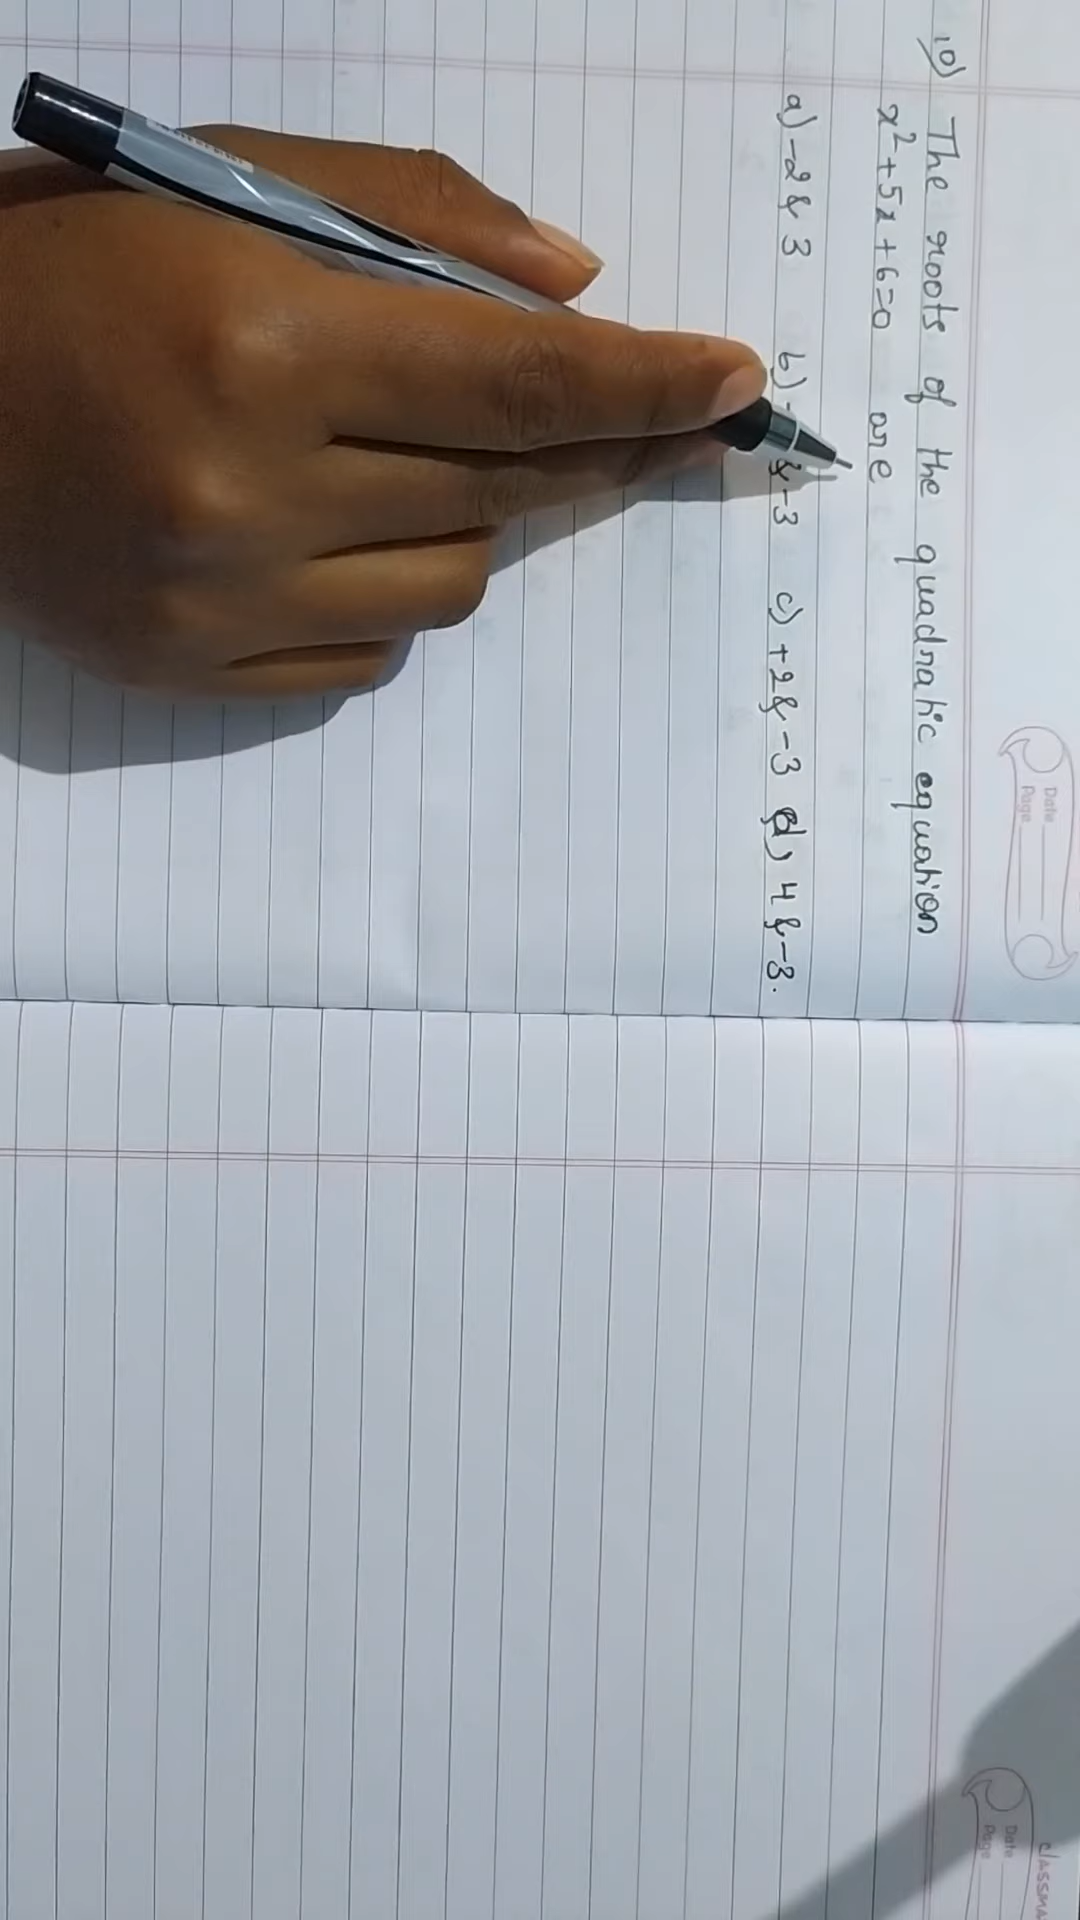 Date
Page
10) The roots of the quadratic equation
x²+5x+6=0 are
a) -2 & 3 b) - & -3 c) +2 & -3 d) 4 & -3.
Date
Page